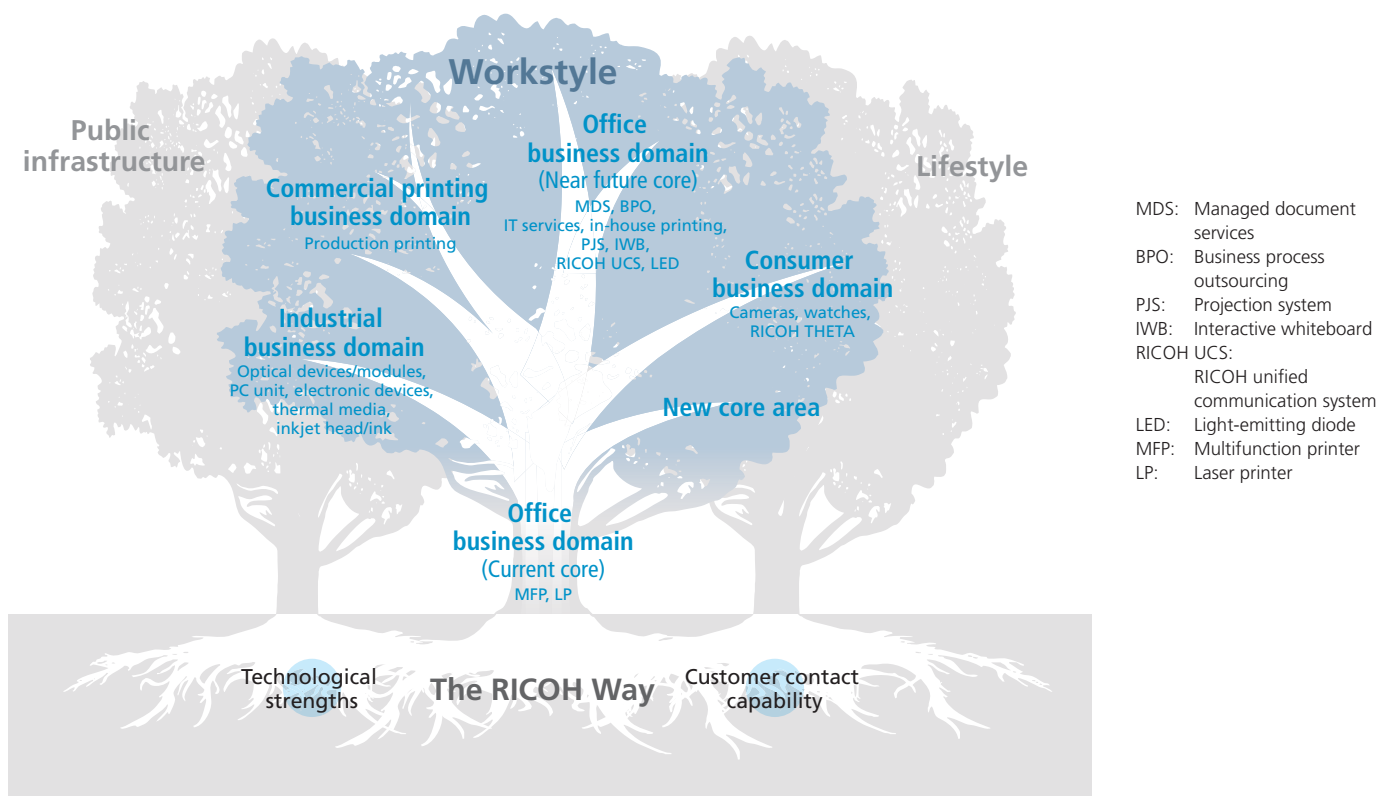 Workstyle
Public
infrastructure
Lifestyle
Office
business domain
(Near future core)
MDS, BPO,
IT services, in-house printing,
PJS, IWB,
RICOH UCS, LED
Commercial printing
business domain
Production printing
Consumer
business domain
Cameras, watches,
RICOH THETA
Industrial
business domain
Optical devices/modules,
PC unit, electronic devices,
thermal media,
inkjet head/ink
New core area
Office
business domain
(Current core)
MFP, LP
Technological
strengths
The RICOH Way
Customer contact
capability
MDS: Managed document
services
BPO: Business process
outsourcing
PJS: Projection system
IWB: Interactive whiteboard
RICOH UCS:
RICOH unified
communication system
LED: Light-emitting diode
MFP: Multifunction printer
LP: Laser printer